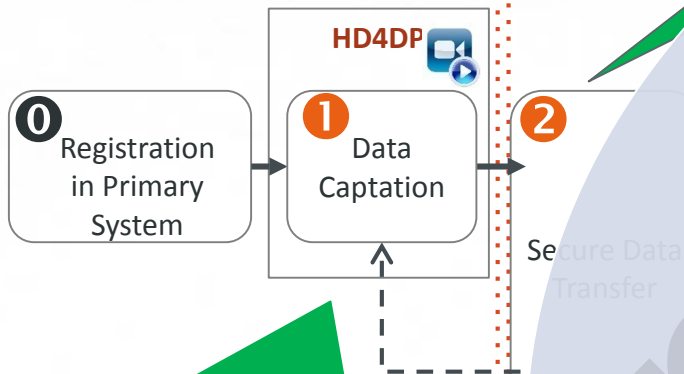 HD4DP
0
Registration
in Primary
System
1
Data
Captation
2
Secure Data
Transfer